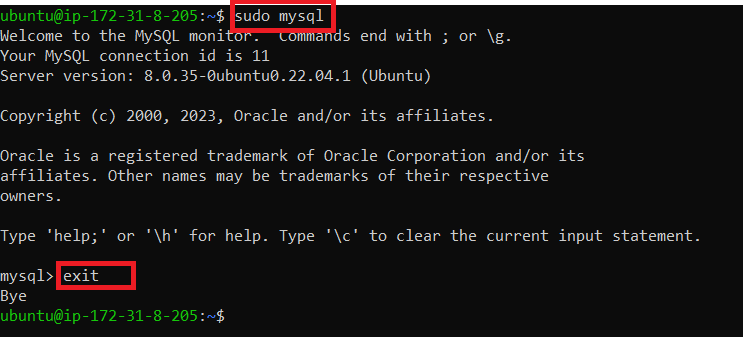 ubuntu@ip-172-31-8-205:~$ sudo mysql
Welcome to the MySQL monitor.  Commands end with ; or \g.
Your MySQL connection id is 11
Server version: 8.0.35-0ubuntu0.22.04.1 (Ubuntu)
Copyright (c) 2000, 2023, Oracle and/or its affiliates.
Oracle is a registered trademark of Oracle Corporation and/or its
affiliates. Other names may be trademarks of their respective
owners.
Type 'help;' or '\h' for help. Type '\c' to clear the current input statement.
mysql> exit
Bye
ubuntu@ip-172-31-8-205:~$